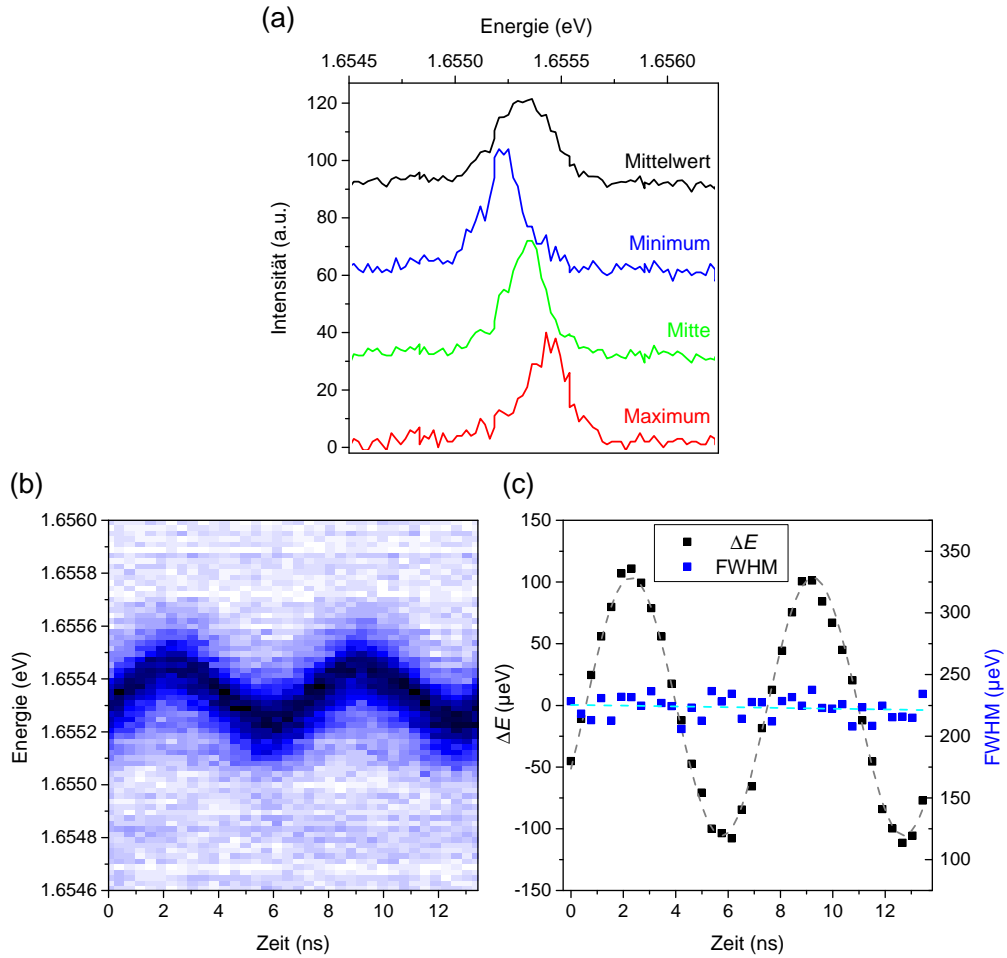 (a)
Energie (eV)
1.6545 1.6550 1.6555 1.6560
120
100
80
60
40
20
0
Intensität (a.u.)
Mittelwert
Minimum
Mitte
Maximum
(b)
1.6560
1.6558
1.6556
1.6554
1.6552
1.6550
1.6548
1.6546
Energie (eV)
0 2 4 6 8 10 12
Zeit (ns)
(c)
150
100
50
0
-50
-100
-150
ΔE (µeV)
ΔE
FWHM
350
300
250
200
150
100
FWHM (µeV)
0 2 4 6 8 10 12
Zeit (ns)